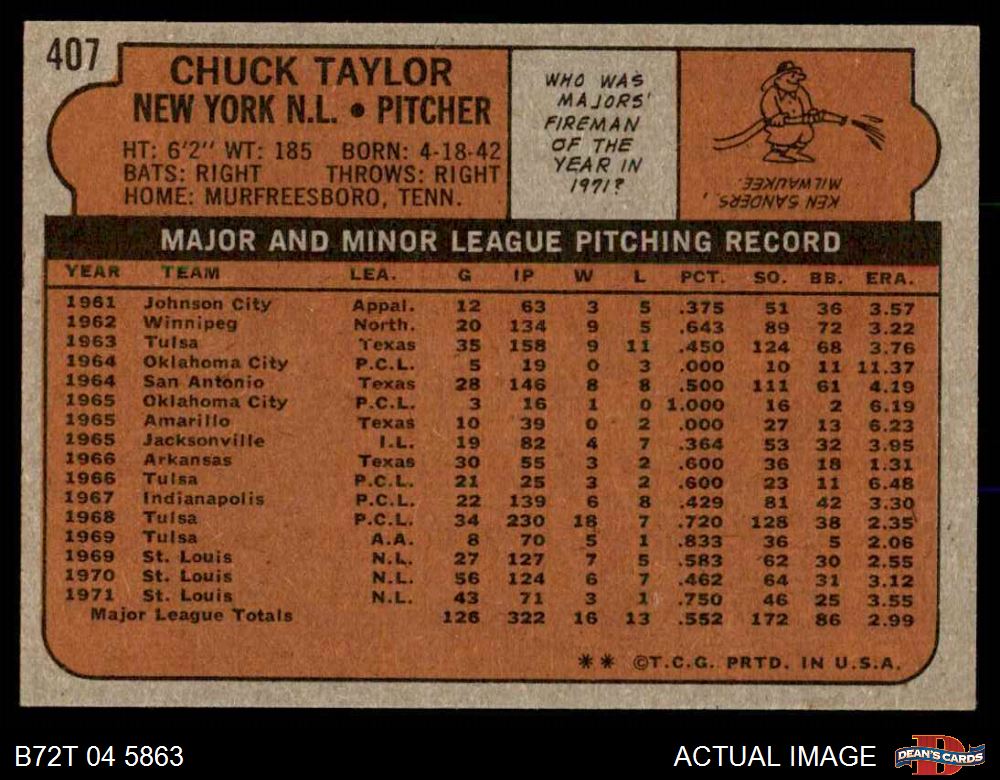 407
CHUCK TAYLOR
NEW YORK N.L. • PITCHER
HT: 6'2" WT: 185 BORN: 4-18-42
BATS: RIGHT THROWS: RIGHT
HOME: MURFREESBORO, TENN.
WHO WAS
MAJORS'
FIREMAN
OF THE
YEAR IN
1971?
KEN SANDERS,
MILWAUKEE.
MAJOR AND MINOR LEAGUE PITCHING RECORD
YEAR TEAM LEA. G IP W L PCT. SO. BB. ERA.
1961 Johnson City Appal. 12 63 3 5 .375 51 36 3.57
1962 Winnipeg North. 20 134 9 5 .643 89 72 3.22
1963 Tulsa Texas 35 158 9 11 .450 124 68 3.76
1964 Oklahoma City P.C.L. 5 19 0 3 .000 10 11 11.37
1964 San Antonio Texas 28 146 8 8 .500 111 61 4.19
1965 Oklahoma City P.C.L. 3 16 1 0 1.000 16 2 6.19
1965 Amarillo Texas 10 39 0 2 .000 27 13 6.23
1965 Jacksonville I.L. 19 82 4 7 .364 53 32 3.95
1966 Arkansas Texas 30 55 3 2 .600 36 18 1.31
1966 Tulsa P.C.L. 21 25 3 2 .600 23 11 6.48
1967 Indianapolis P.C.L. 22 139 6 8 .429 81 42 3.30
1968 Tulsa P.C.L. 34 230 18 7 .720 128 38 2.35
1969 Tulsa A.A. 8 70 5 1 .833 36 5 2.06
1969 St. Louis N.L. 27 127 7 5 .583 62 30 2.55
1970 St. Louis N.L. 56 124 6 7 .462 64 31 3.12
1971 St. Louis N.L. 43 71 3 1 .750 46 25 3.55
Major League Totals 126 322 16 13 .552 172 86 2.99
** ©T.C.G. PRTD. IN U.S.A.
B72T 04 5863
ACTUAL IMAGE
DEAN'S CARDS